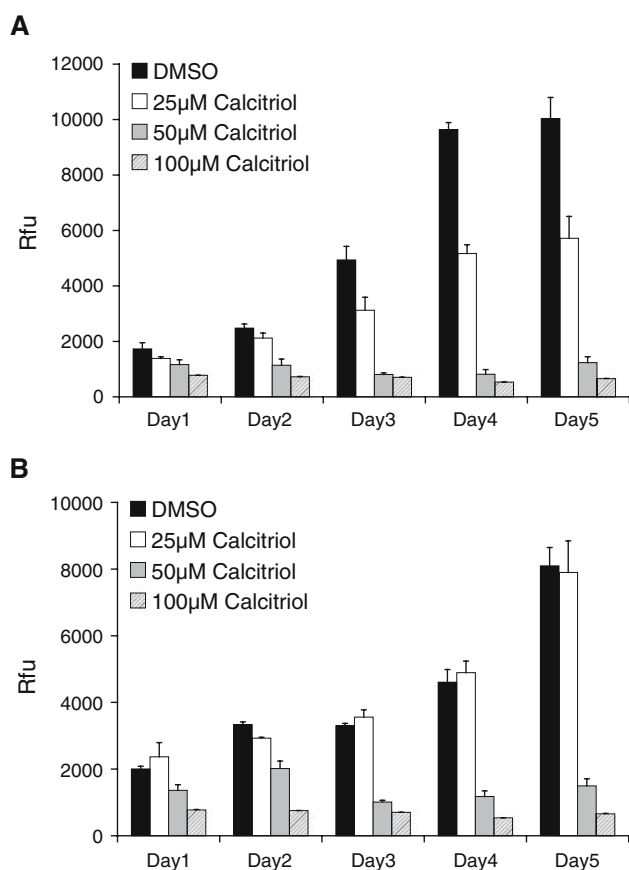 A
12000
10000
8000
6000
4000
2000
0
Rfu
DMSO
25µM Calcitriol
50µM Calcitriol
100µM Calcitriol
Day1 Day2 Day3 Day4 Day5
B
10000
8000
6000
4000
2000
0
Rfu
DMSO
25µM Calcitriol
50µM Calcitriol
100µM Calcitriol
Day1 Day2 Day3 Day4 Day5